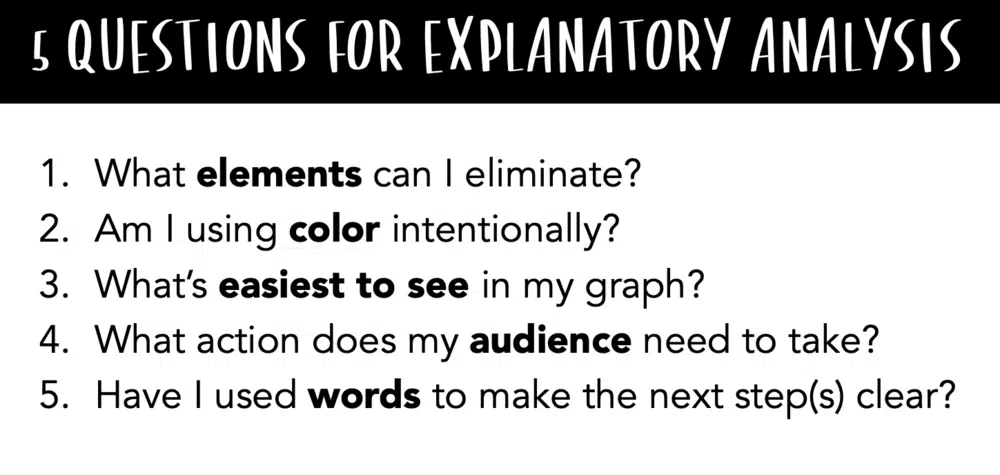 5 QUESTIONS FOR EXPLANATORY ANALYSIS
1. What elements can I eliminate?
2. Am I using color intentionally?
3. What’s easiest to see in my graph?
4. What action does my audience need to take?
5. Have I used words to make the next step(s) clear?